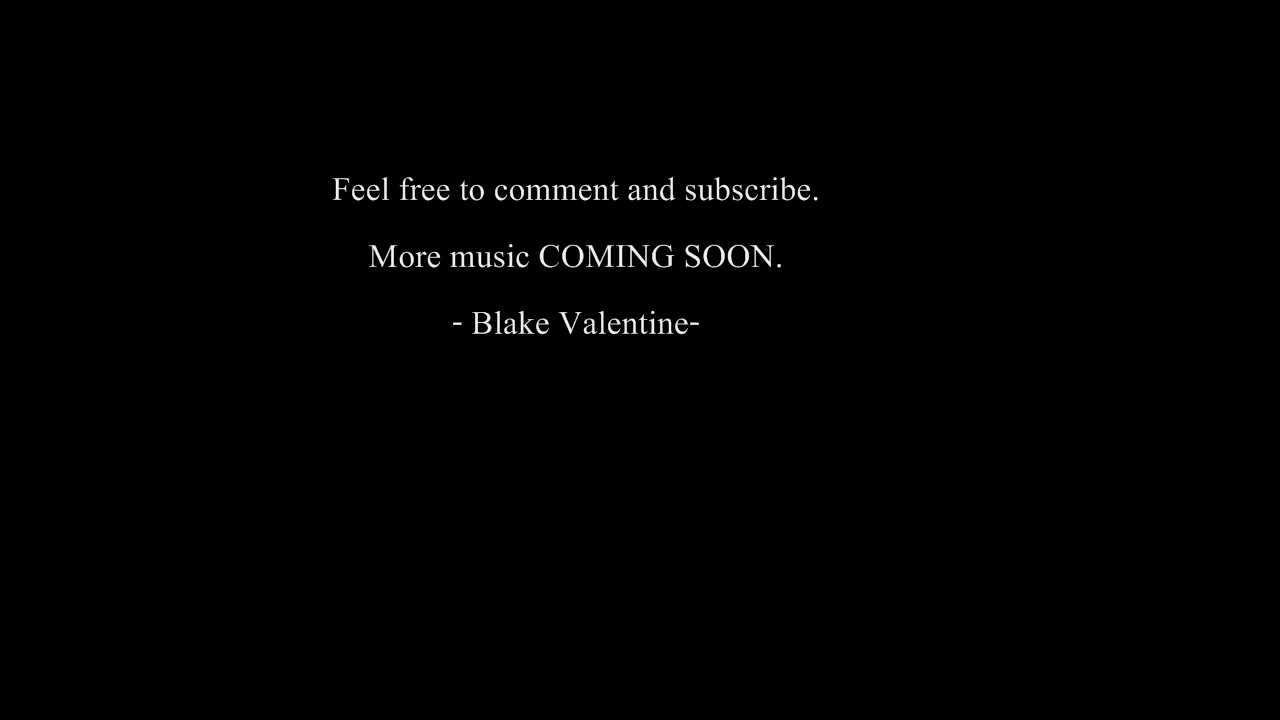 Feel free to comment and subscribe.
More music COMING SOON.
- Blake Valentine-